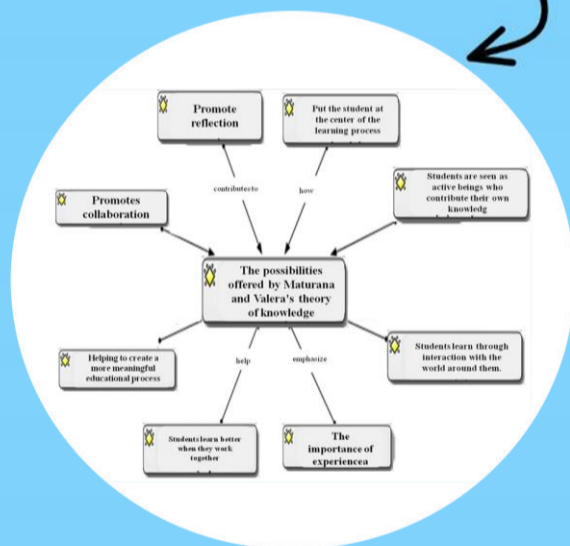 Promote
reflection
Put the student at
the center of the
learning process
Students are seen as
active beings who
contribute their own
knowledg
contributesto
how
Promotes
collaboration
The possibilities
offered by Maturana
and Valera's theory
of knowledge
Helping to create a
more meaningful
educational process
Students learn through
interaction with the
world around them.
help
emphasize
Students learn better
when they work
together
The
importance of
experiencea